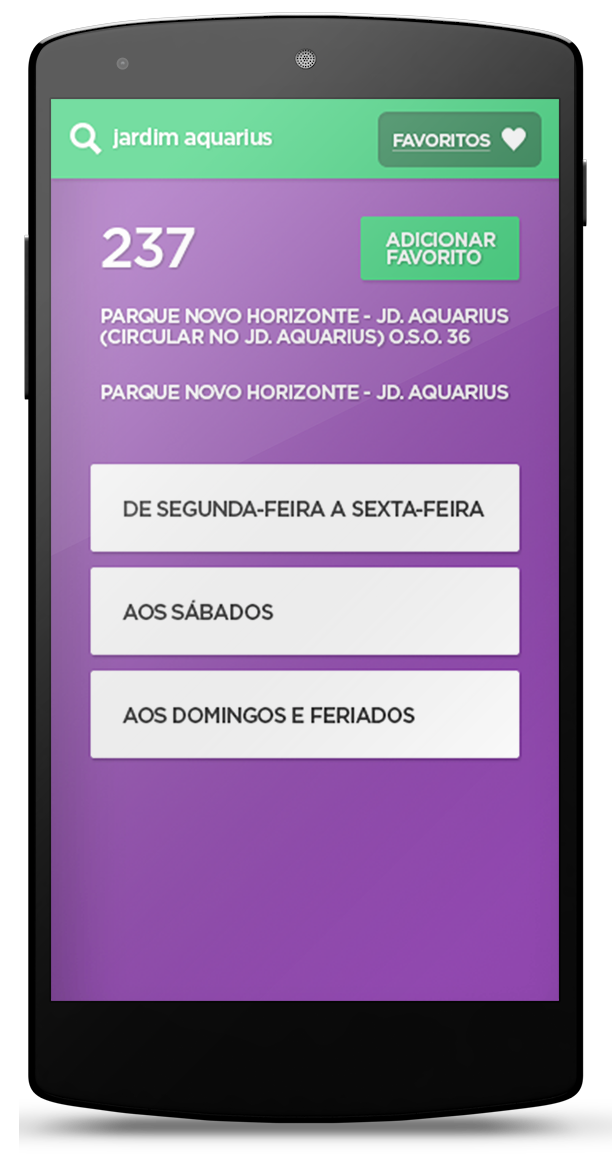 jardim aquarius
FAVORITOS
237
ADICIONAR
FAVORITO
PARQUE NOVO HORIZONTE - JD. AQUARIUS
(CIRCULAR NO JD. AQUARIUS) O.S.O. 36
PARQUE NOVO HORIZONTE - JD. AQUARIUS
DE SEGUNDA-FEIRA A SEXTA-FEIRA
AOS SÁBADOS
AOS DOMINGOS E FERIADOS